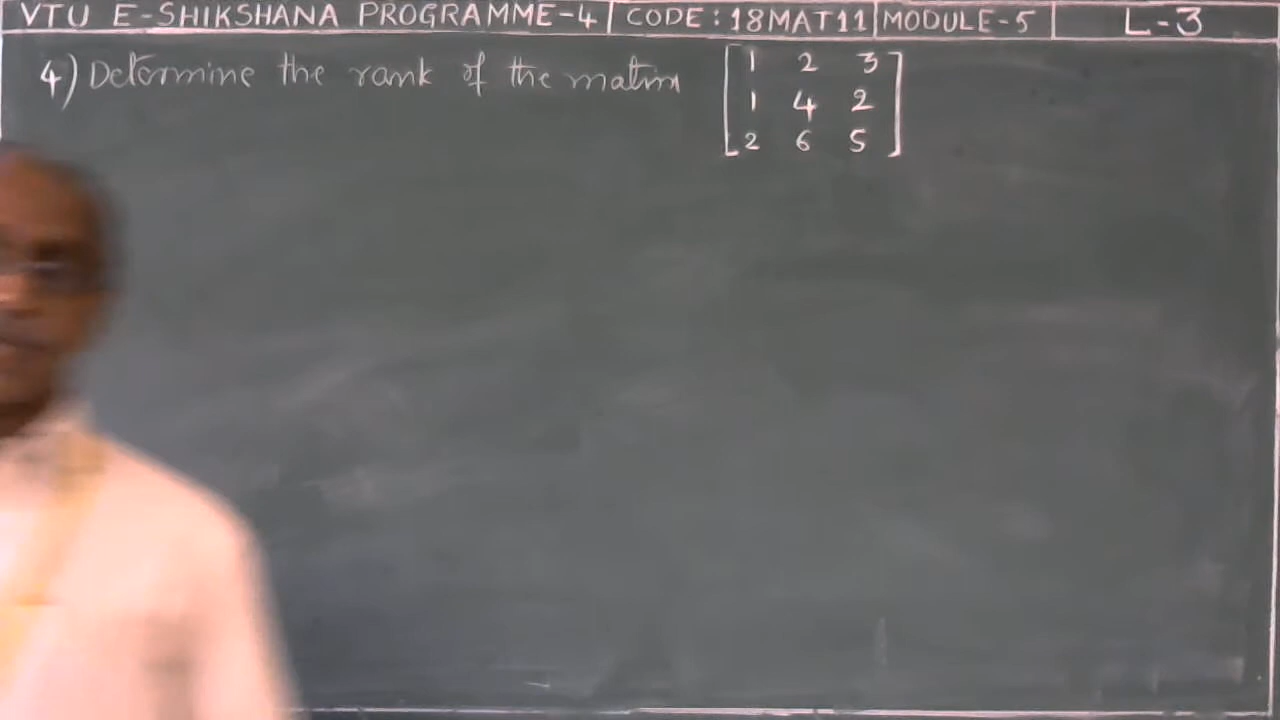 VTU E-SHIKSHANA PROGRAMME-4 CODE: 18MAT11 MODULE-5 L-3
4) Determine the rank of the matrix
1 2 3
1 4 2
2 6 5